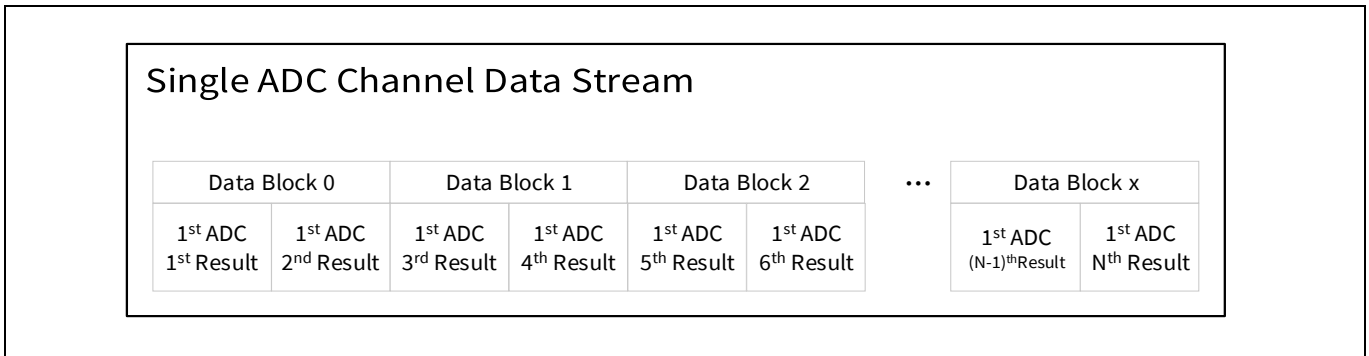 Single ADC Channel Data Stream
Data Block 0 Data Block 1 Data Block 2 ... Data Block x
1st ADC 1st ADC 1st ADC 1st ADC 1st ADC 1st ADC 1st ADC 1st ADC
1st Result 2nd Result 3rd Result 4th Result 5th Result 6th Result (N-1)thResult Nth Result